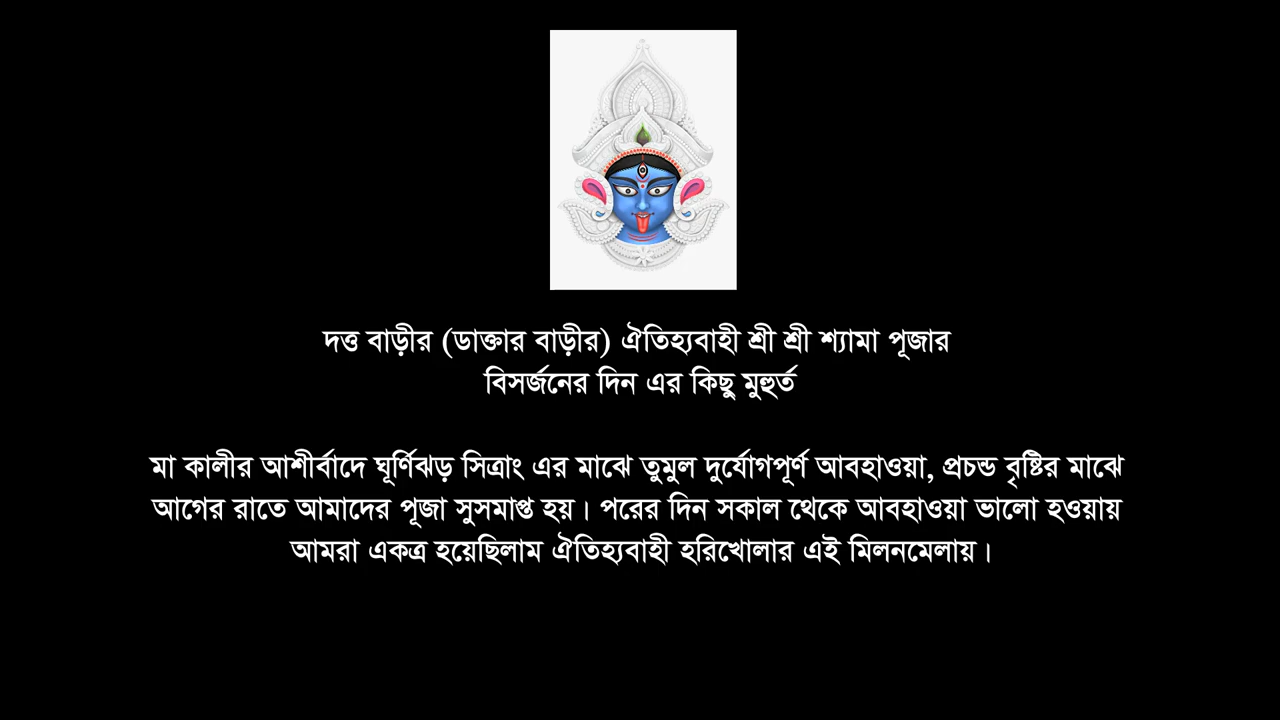 দত্ত বাড়ীর (ডাক্তার বাড়ীর) ঐতিহ্যবাহী শ্রী শ্রী শ্যামা পূজার
বিসর্জনের দিন এর কিছু মুহুর্ত
মা কালীর আশীর্বাদে ঘূর্ণিঝড় সিত্রাং এর মাঝে তুমুল দুর্যোগপূর্ণ আবহাওয়া, প্রচন্ড বৃষ্টির মাঝে
আগের রাতে আমাদের পূজা সুসমাপ্ত হয়। পরের দিন সকাল থেকে আবহাওয়া ভালো হওয়ায়
আমরা একত্র হয়েছিলাম ঐতিহ্যবাহী হরিখোলার এই মিলনমেলায়।